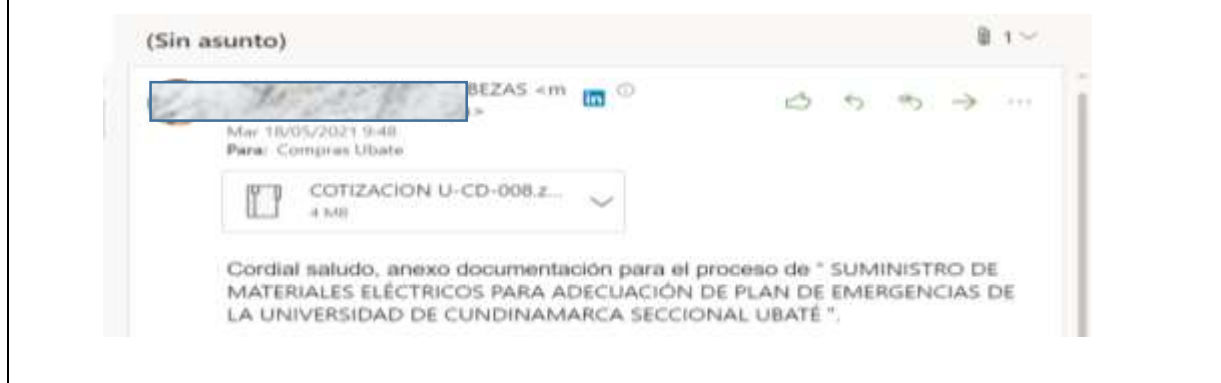 (Sin asunto)
1
BEZAS <m
in
>
Mar 18/05/2021 9:48
Para: Compras Ubate
COTIZACION U-CD-008.z...
4 MB
Cordial saludo, anexo documentación para el proceso de " SUMINISTRO DE
MATERIALES ELÉCTRICOS PARA ADECUACIÓN DE PLAN DE EMERGENCIAS DE
LA UNIVERSIDAD DE CUNDINAMARCA SECCIONAL UBATÉ ".